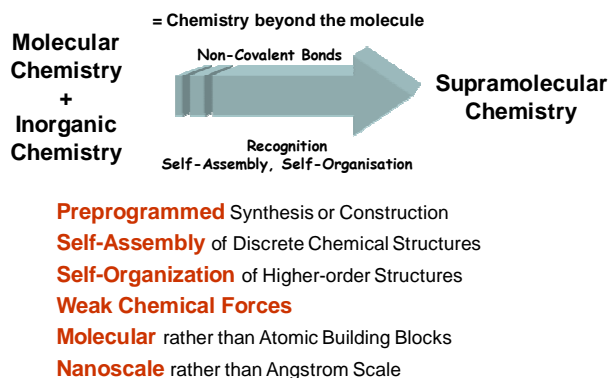 = Chemistry beyond the molecule
Molecular
Chemistry
+
Inorganic
Chemistry
Non-Covalent Bonds
Recognition
Self-Assembly, Self-Organisation
Supramolecular
Chemistry
Preprogrammed Synthesis or Construction
Self-Assembly of Discrete Chemical Structures
Self-Organization of Higher-order Structures
Weak Chemical Forces
Molecular rather than Atomic Building Blocks
Nanoscale rather than Angstrom Scale